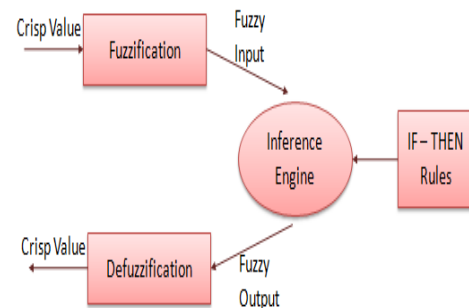 Crisp Value
Fuzzification
Fuzzy
Input
Inference
Engine
IF – THEN
Rules
Crisp Value
Defuzzification
Fuzzy
Output